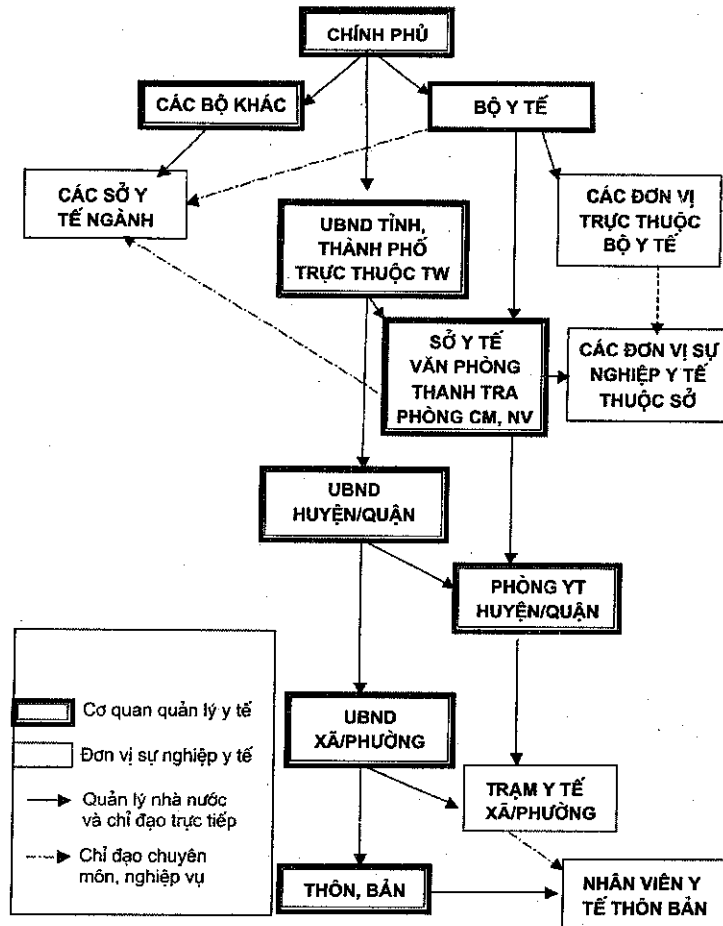 CHÍNH PHỦ
CÁC BỘ KHÁC
BỘ Y TẾ
CÁC SỞ Y
TẾ NGÀNH
UBND TỈNH,
THÀNH PHỐ
TRỰC THUỘC TW
CÁC ĐƠN VỊ
TRỰC THUỘC
BỘ Y TẾ
SỞ Y TẾ
VĂN PHÒNG
THANH TRA
PHÒNG CM, NV
CÁC ĐƠN VỊ SỰ
NGHIỆP Y TẾ
THUỘC SỞ
UBND
HUYỆN/QUẬN
PHÒNG YT
HUYỆN/QUẬN
UBND
XÃ/PHƯỜNG
TRẠM Y TẾ
XÃ/PHƯỜNG
THÔN, BẢN
NHÂN VIÊN Y
TẾ THÔN BẢN
Cơ quan quản lý y tế
Đơn vị sự nghiệp y tế
Quản lý nhà nước
và chỉ đạo trực tiếp
Chỉ đạo chuyên
môn, nghiệp vụ